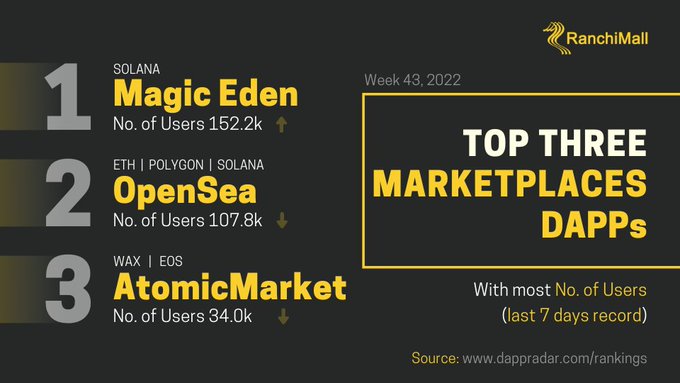 RanchiMall
Week 43, 2022
TOP THREE
MARKETPLACES
DAPPs
With most No. of Users
(last 7 days record)
1
SOLANA
Magic Eden
No. of Users 152.2k
2
ETH | POLYGON | SOLANA
OpenSea
No. of Users 107.8k
3
WAX | EOS
AtomicMarket
No. of Users 34.0k
Source: www.dappradar.com/rankings